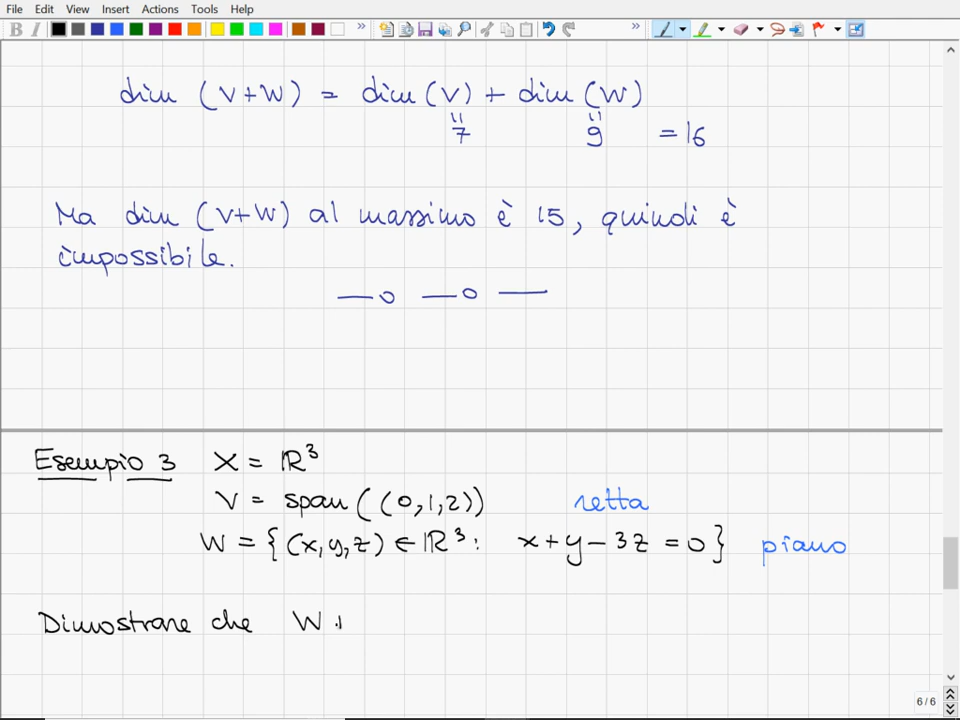 File Edit View Insert Actions Tools Help
B I
dim (V+W) = dim (V) + dim (W)
7 9 = 16
Ma dim (V+W) al massimo è 15, quindi è
impossibile.
Esempio 3 X = ℝ³
V = span ((0,1,2)) retta
W = {(x,y,z) ∈ ℝ³: x+y-3z = 0} piano
Dimostrare che W
6 / 6